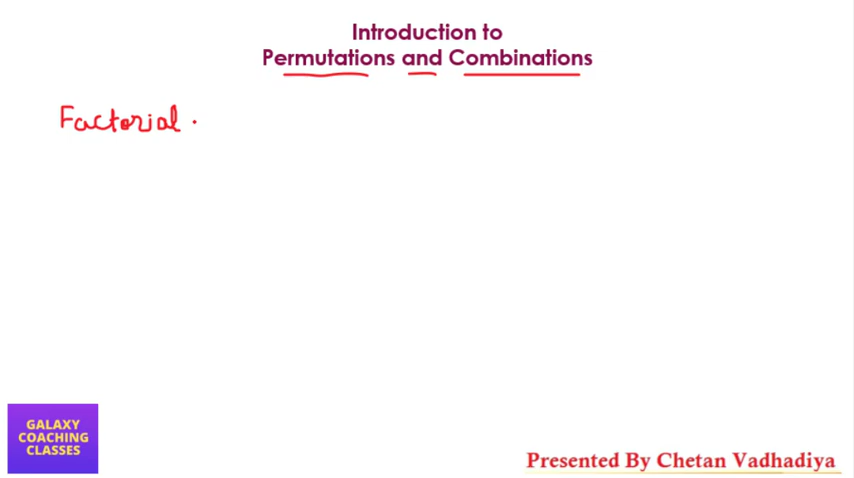 Introduction to
Permutations and Combinations
Factorial .
GALAXY
COACHING
CLASSES
Presented By Chetan Vadhadiya